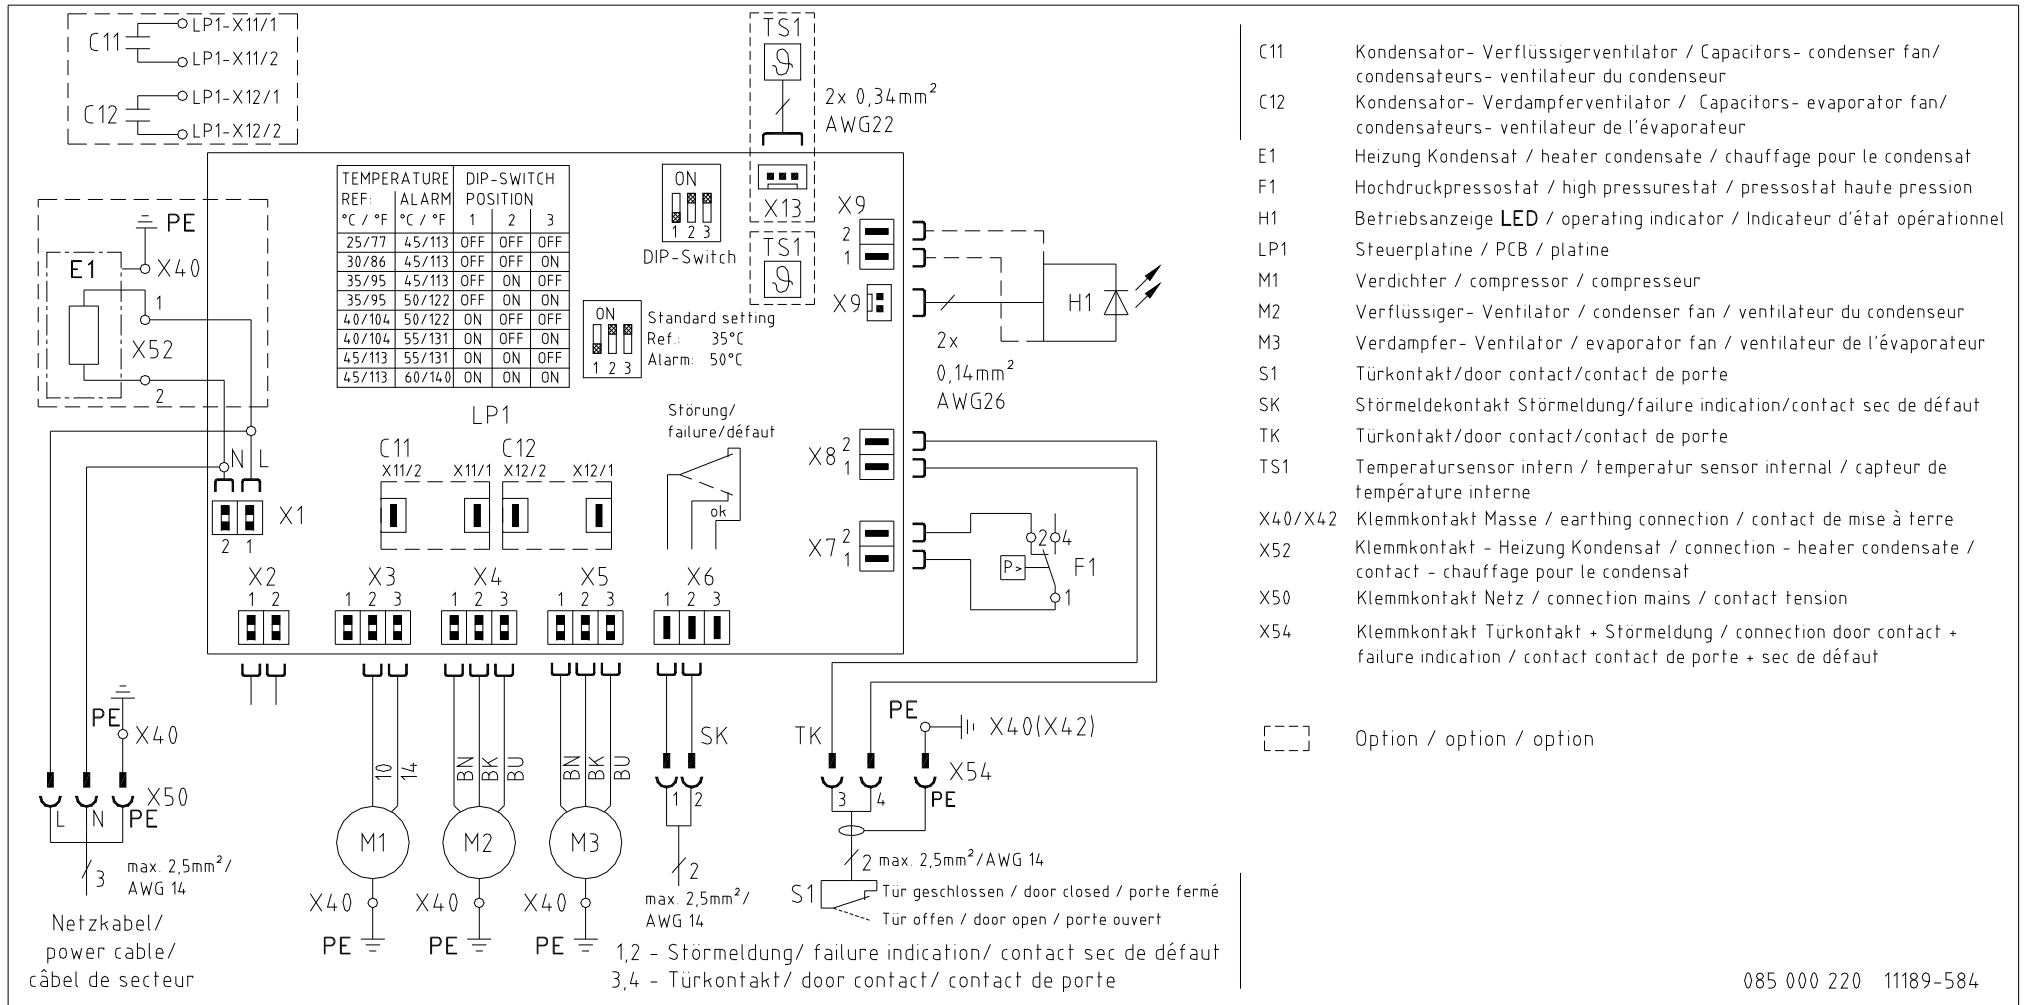 C11
LP1-X11/1
LP1-X11/2
C12
LP1-X12/1
LP1-X12/2
TS1
ϑ
2x 0,34mm²
AWG22
X13
TS1
ϑ
TEMPERATURE DIP-SWITCH
REF: ALARM POSITION
°C / °F °C / °F 1 2 3
25/77 45/113 OFF OFF OFF
30/86 45/113 OFF OFF ON
35/95 45/113 OFF ON OFF
35/95 50/122 OFF ON ON
40/104 50/122 ON OFF OFF
40/104 55/131 ON OFF ON
45/113 55/131 ON ON OFF
45/113 60/140 ON ON ON
ON
1 2 3
DIP-Switch
ON
1 2 3
Standard setting
Ref.: 35°C
Alarm: 50°C
PE
E1
X40
1
X52
2
X9
2
1
X9
H1
2x
0,14mm²
AWG26
LP1
C11
X11/2 X11/1
C12
X12/2 X12/1
Störung/
failure/défaut
ok
X8 2
1
X7 2
1
2 4
P>
F1
1
N L
X1
2 1
X2
1 2
X3
1 2 3
X4
1 2 3
X5
1 2 3
X6
1 2 3
PE
X40
X50
L N PE
3
max. 2,5mm²/
AWG 14
Netzkabel/
power cable/
câbel de secteur
10 14
M1
X40
PE
BN BK BU
M2
X40
PE
BN BK BU
M3
X40
PE
SK
1 2
2
max. 2,5mm²/
AWG 14
TK
PE
X40(X42)
X54
3 4 PE
2 max. 2,5mm²/AWG 14
S1
Tür geschlossen / door closed / porte fermé
Tür offen / door open / porte ouvert
1,2 - Störmeldung/ failure indication/ contact sec de défaut
3,4 - Türkontakt/ door contact/ contact de porte
C11 Kondensator- Verflüssigerventilator / Capacitors- condenser fan/
condensateurs- ventilateur du condenseur
C12 Kondensator- Verdampferventilator / Capacitors- evaporator fan/
condensateurs- ventilateur de l'évaporateur
E1 Heizung Kondensat / heater condensate / chauffage pour le condensat
F1 Hochdruckpressostat / high pressurestat / pressostat haute pression
H1 Betriebsanzeige LED / operating indicator / Indicateur d'état opérationnel
LP1 Steuerplatine / PCB / platine
M1 Verdichter / compressor / compresseur
M2 Verflüssiger- Ventilator / condenser fan / ventilateur du condenseur
M3 Verdampfer- Ventilator / evaporator fan / ventilateur de l'évaporateur
S1 Türkontakt/door contact/contact de porte
SK Störmeldekontakt Störmeldung/failure indication/contact sec de défaut
TK Türkontakt/door contact/contact de porte
TS1 Temperatursensor intern / temperatur sensor internal / capteur de
température interne
X40/X42 Klemmkontakt Masse / earthing connection / contact de mise à terre
X52 Klemmkontakt - Heizung Kondensat / connection - heater condensate /
contact - chauffage pour le condensat
X50 Klemmkontakt Netz / connection mains / contact tension
X54 Klemmkontakt Türkontakt + Störmeldung / connection door contact +
failure indication / contact contact de porte + sec de défaut
Option / option / option
085 000 220 11189-584